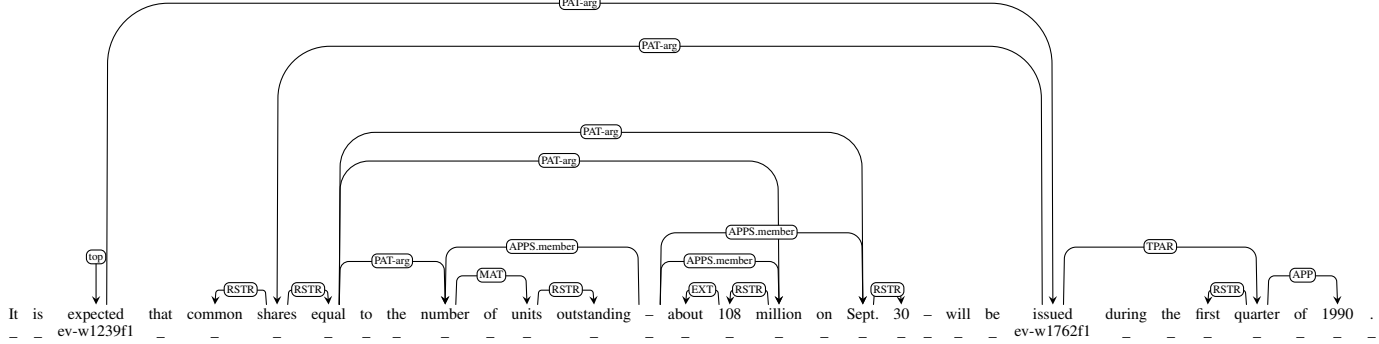 PAT-arg
PAT-arg
PAT-arg
PAT-arg
APPS.member
APPS.member TPAR
top PAT-arg APPS.member
MAT APP
RSTR RSTR RSTR EXT RSTR RSTR RSTR
It is expected that common shares equal to the number of units outstanding – about 108 million on Sept. 30 – will be issued during the first quarter of 1990 .
_ _ ev-w1239f1 _ _ _ _ _ _ _ _ _ _ _ _ _ _ _ _ _ _ _ _ ev-w1762f1 _ _ _ _ _ _ _